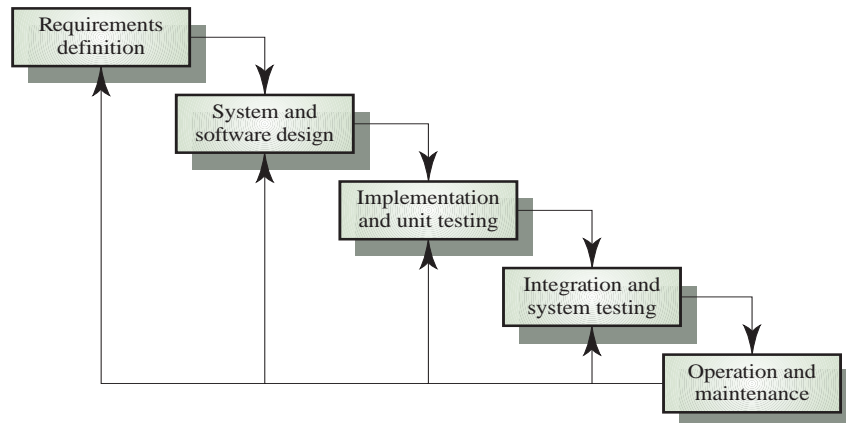 Requirements
definition
System and
software design
Implementation
and unit testing
Integration and
system testing
Operation and
maintenance